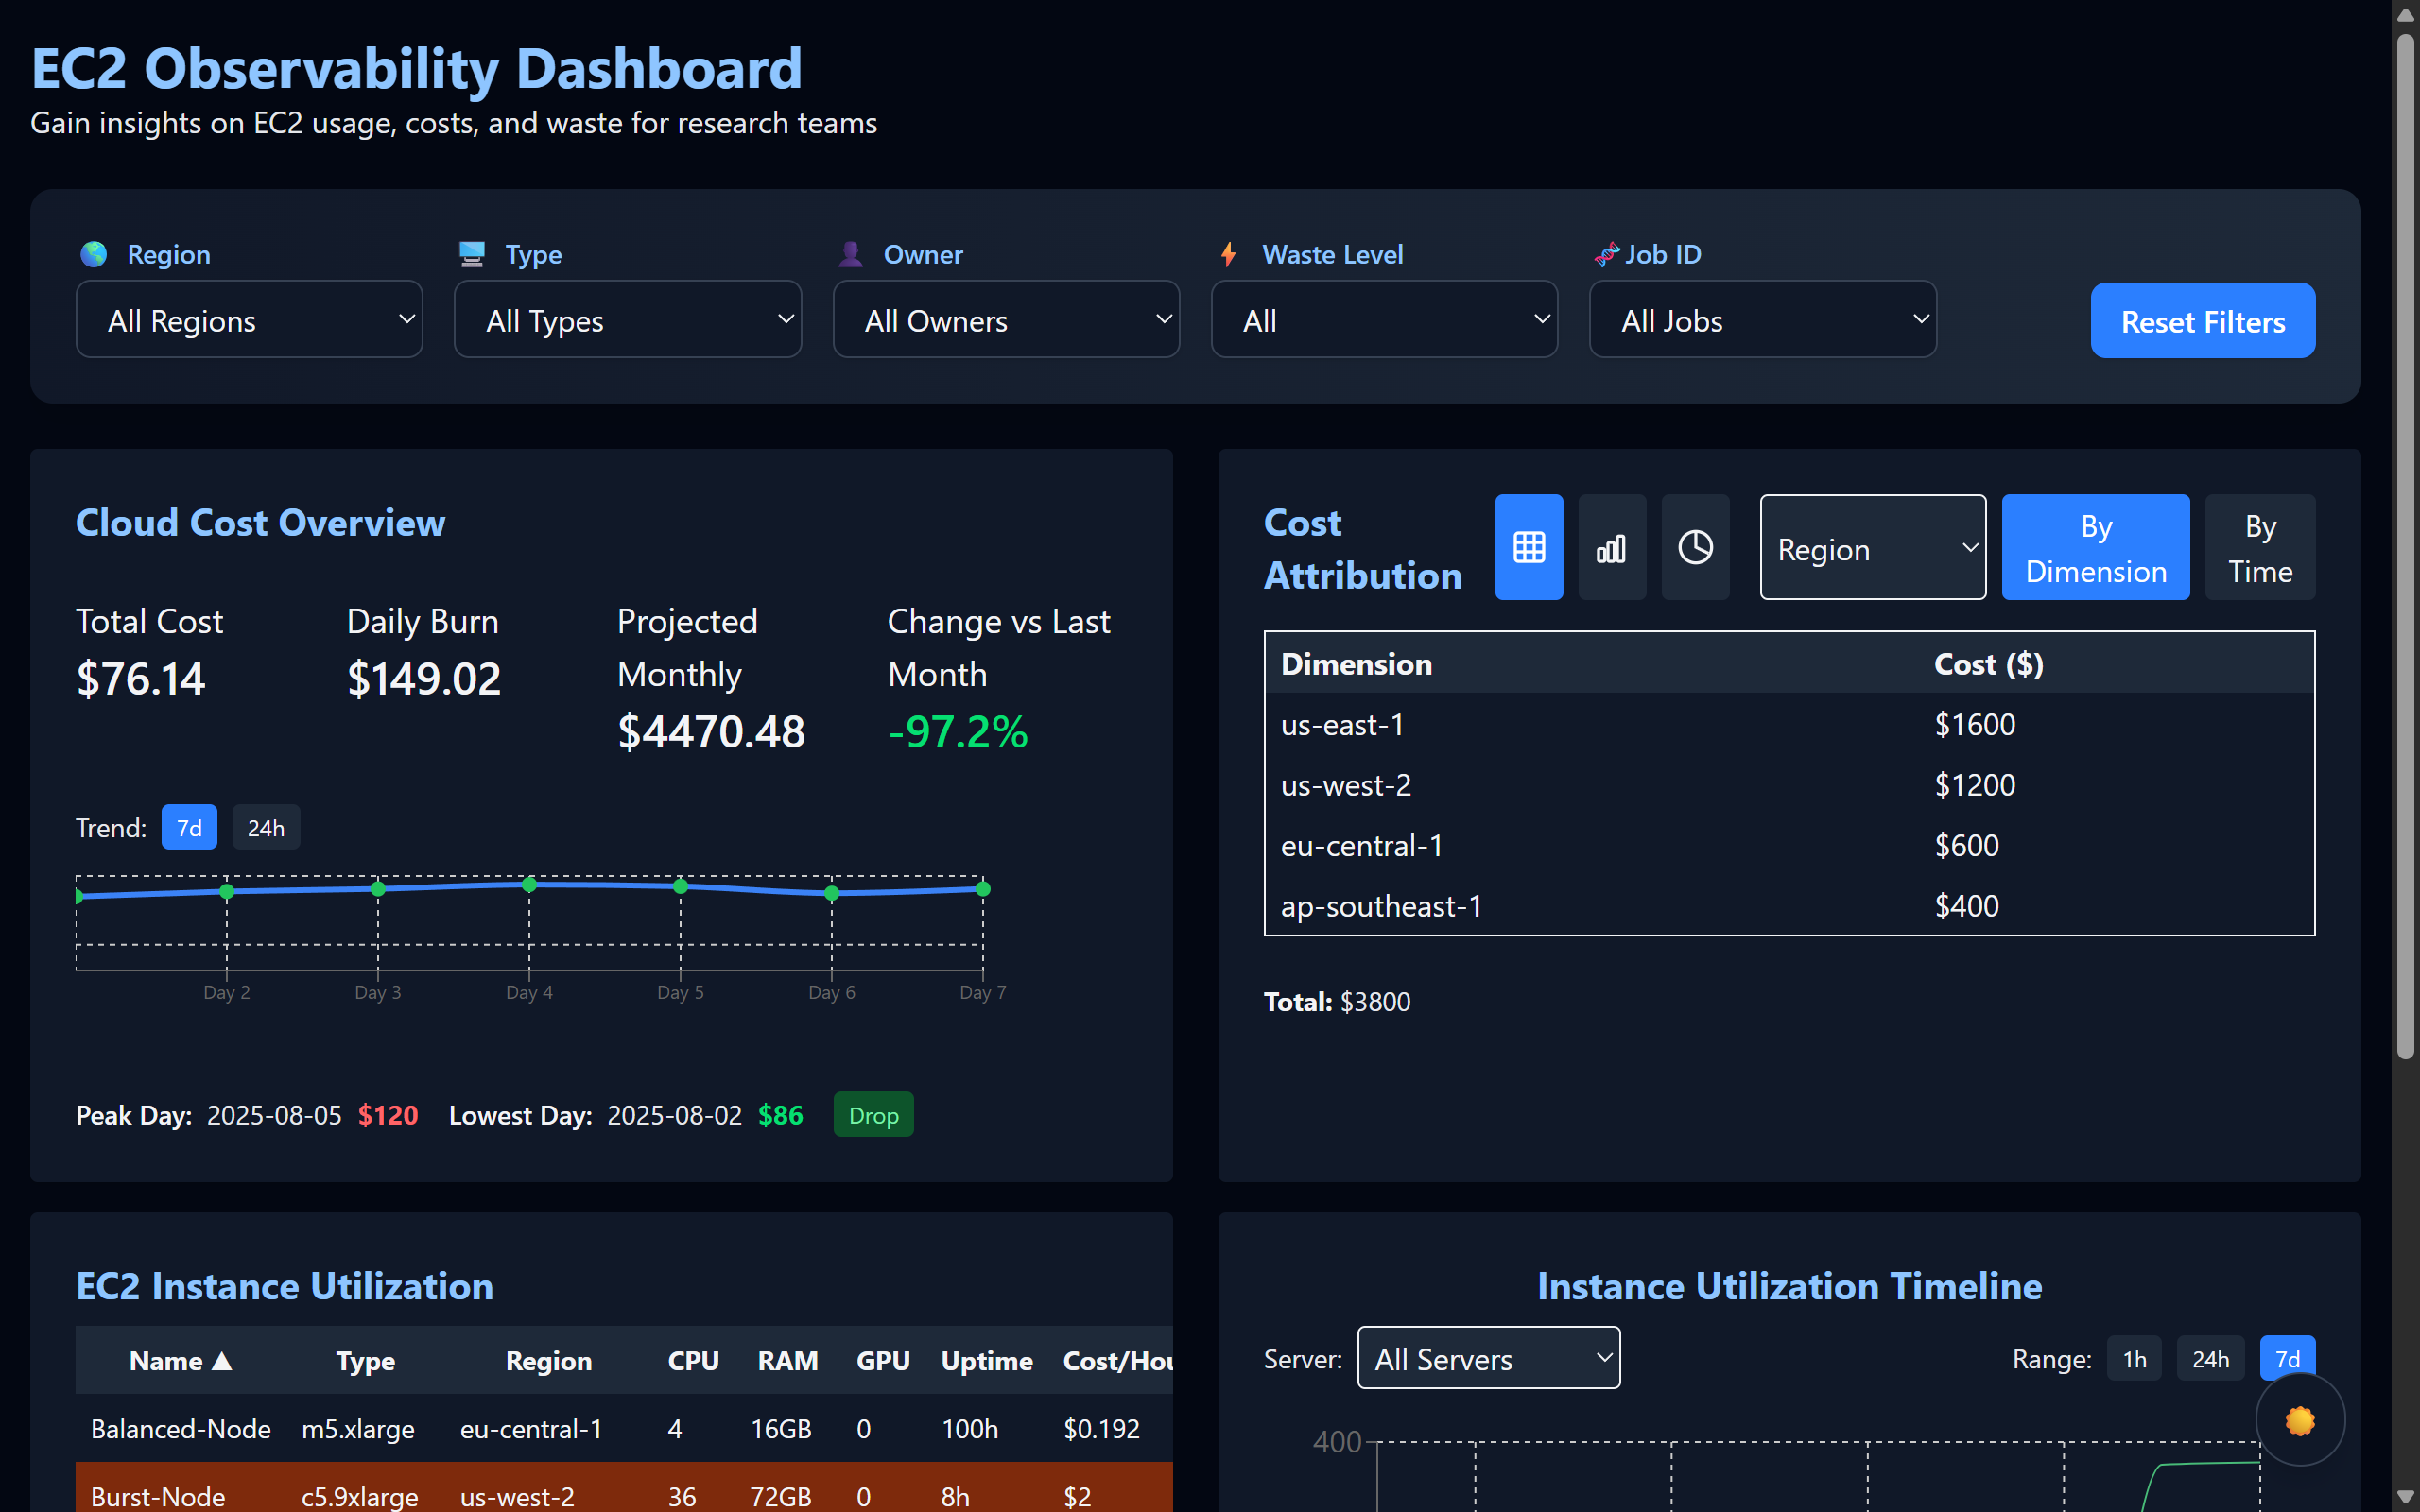 EC2 Observability Dashboard
Gain insights on EC2 usage, costs, and waste for research teams
Region
Type
Owner
Waste Level
Job ID
All Regions
All Types
All Owners
All
All Jobs
Reset Filters
Cloud Cost Overview
Total Cost
$76.14
Daily Burn
$149.02
Projected
Monthly
$4470.48
Change vs Last
Month
-97.2%
Trend:
7d
24h
Day 2
Day 3
Day 4
Day 5
Day 6
Day 7
Peak Day: 2025-08-05 $120 Lowest Day: 2025-08-02 $86 Drop
Cost
Attribution
Region
By
Dimension
By
Time
Dimension Cost ($)
us-east-1 $1600
us-west-2 $1200
eu-central-1 $600
ap-southeast-1 $400
Total: $3800
EC2 Instance Utilization
Name ▲ Type Region CPU RAM GPU Uptime Cost/Hou
Balanced-Node m5.xlarge eu-central-1 4 16GB 0 100h $0.192
Burst-Node c5.9xlarge us-west-2 36 72GB 0 8h $2
Instance Utilization Timeline
Server: All Servers
Range: 1h 24h 7d
400